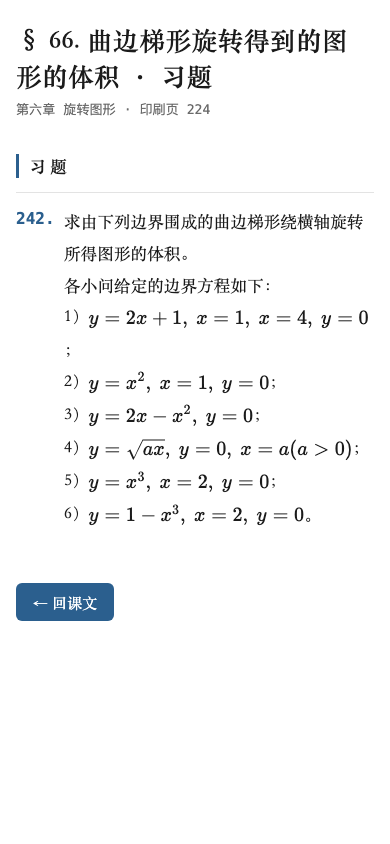 § 66. 曲边梯形旋转得到的图
形的体积 · 习题
第六章 旋转图形 · 印刷页 224
习 题
242. 求由下列边界围成的曲边梯形绕横轴旋转
所得图形的体积。
各小问给定的边界方程如下：
1) y = 2x + 1, x = 1, x = 4, y = 0
;
2) y = x², x = 1, y = 0;
3) y = 2x − x², y = 0;
4) y = √ax, y = 0, x = a(a > 0);
5) y = x³, x = 2, y = 0;
6) y = 1 − x³, x = 2, y = 0。
← 回课文